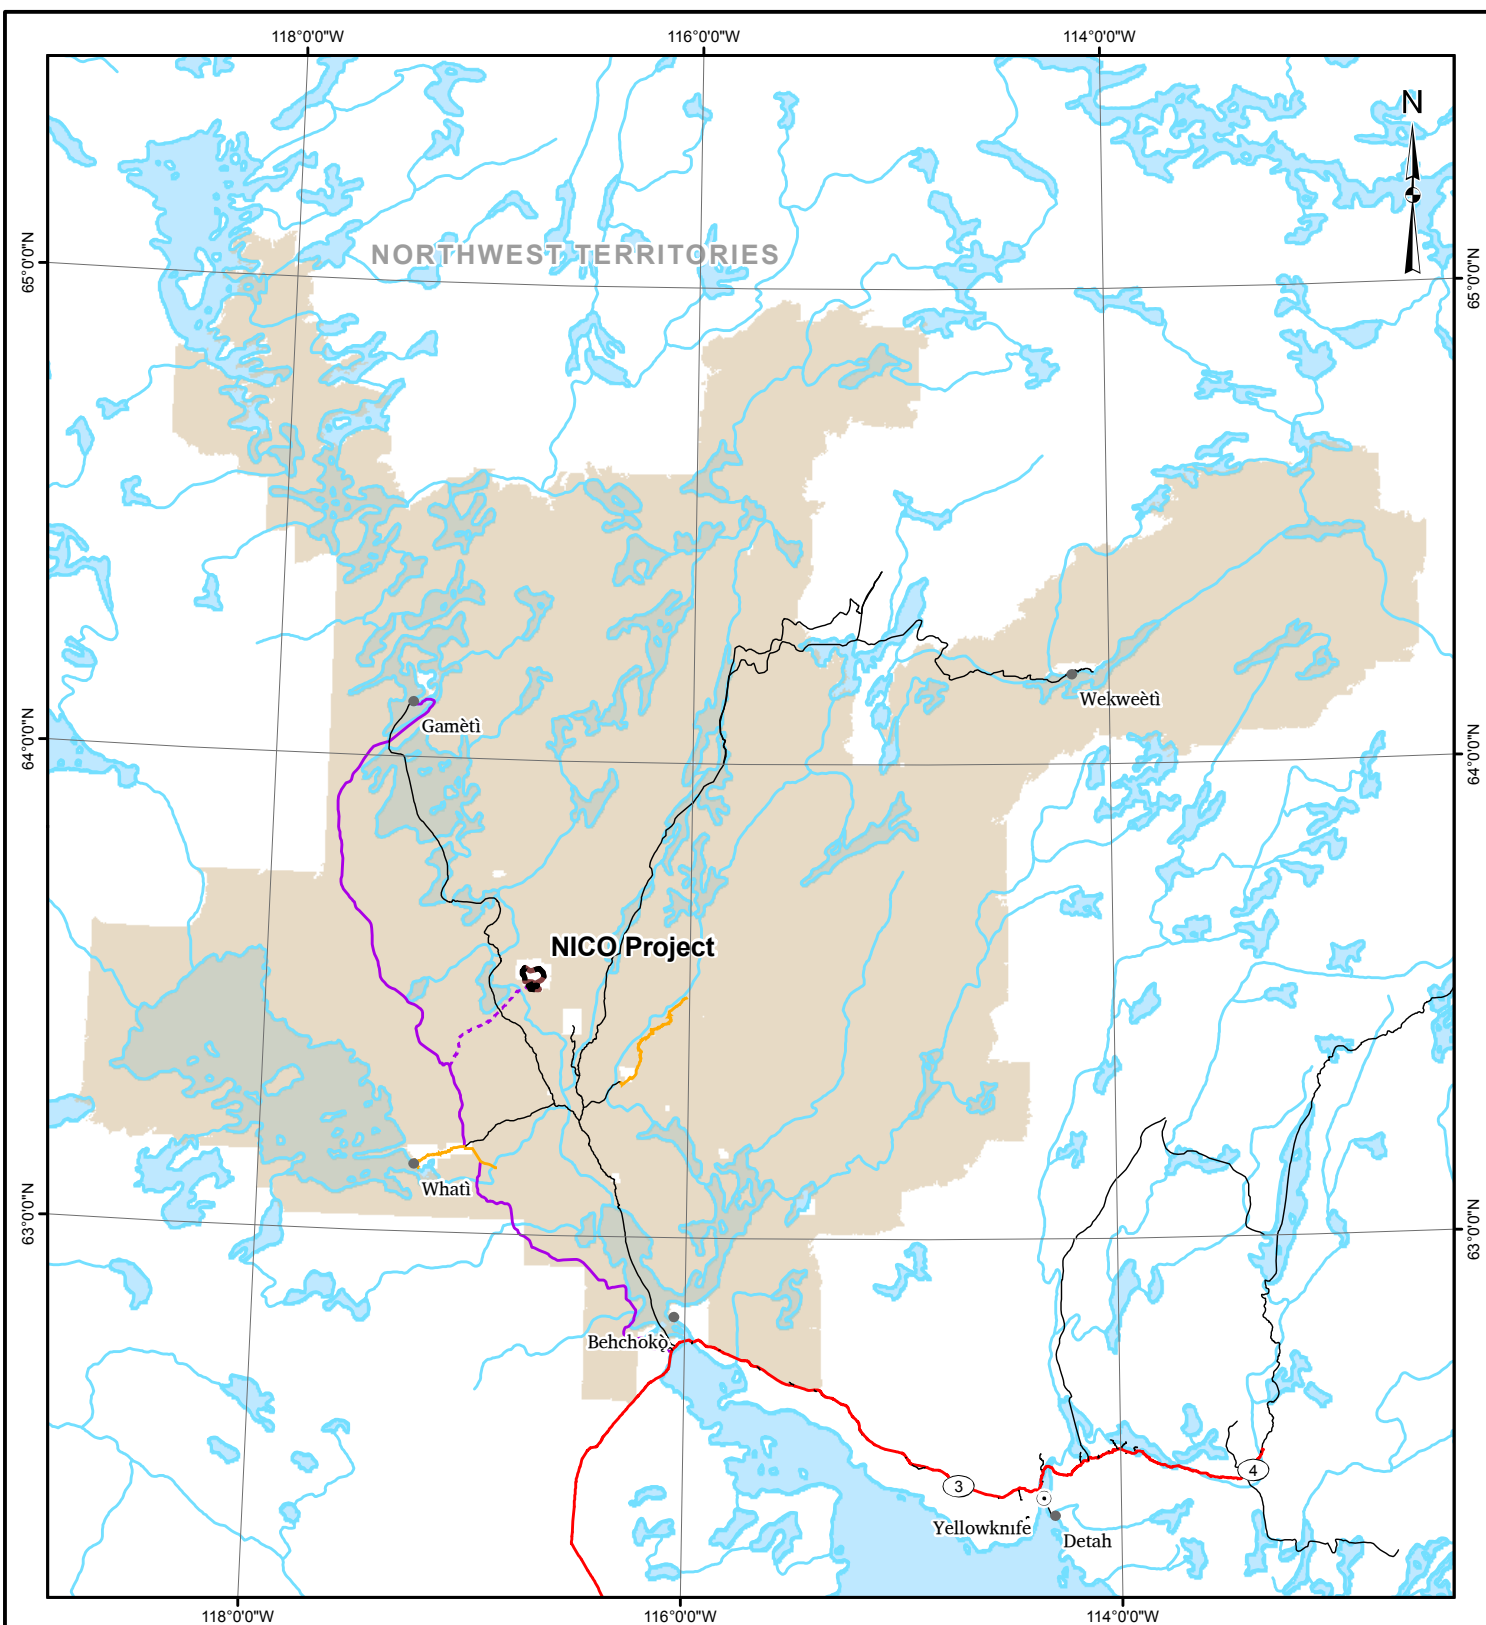 118°0'0"W
116°0'0"W
114°0'0"W
N
NORTHWEST TERRITORIES
65°0'0"N
65°0'0"N
Wekweètì
Gamètì
64°0'0"N
64°0'0"N
NICO Project
Whatì
63°0'0"N
63°0'0"N
Behchokǫ̀
4
3
Yellowknife
Detah
118°0'0"W
116°0'0"W
114°0'0"W